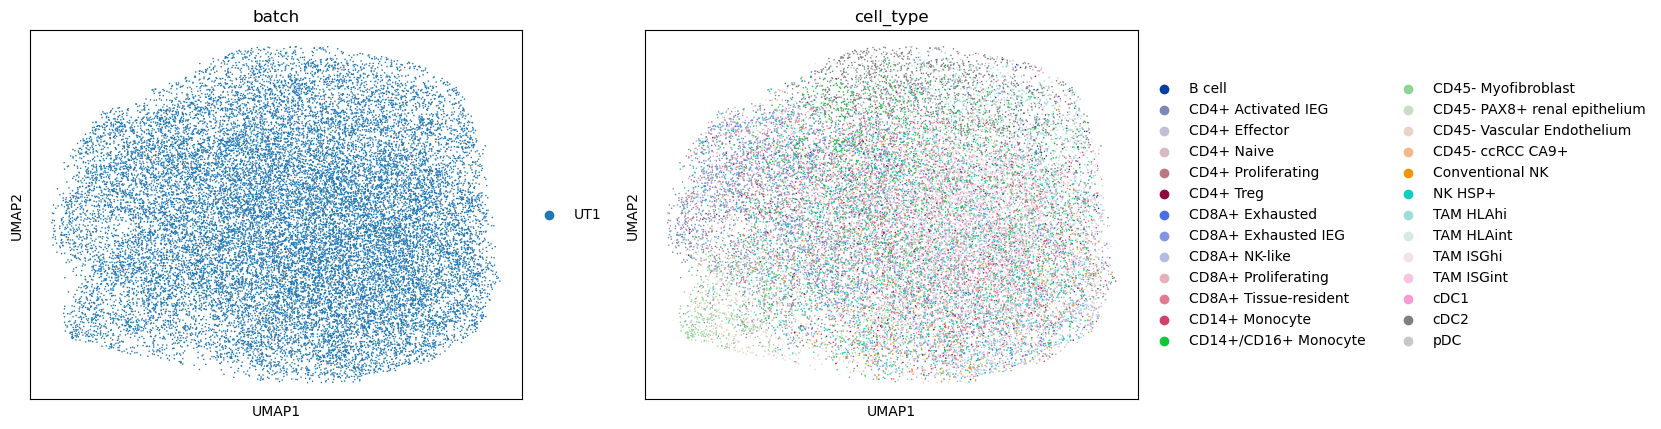 batch
UMAP2
UMAP1
UT1
cell_type
UMAP2
UMAP1
B cell
CD4+ Activated IEG
CD4+ Effector
CD4+ Naive
CD4+ Proliferating
CD4+ Treg
CD8A+ Exhausted
CD8A+ Exhausted IEG
CD8A+ NK-like
CD8A+ Proliferating
CD8A+ Tissue-resident
CD14+ Monocyte
CD14+/CD16+ Monocyte
CD45- Myofibroblast
CD45- PAX8+ renal epithelium
CD45- Vascular Endothelium
CD45- ccRCC CA9+
Conventional NK
NK HSP+
TAM HLAhi
TAM HLAint
TAM ISGhi
TAM ISGint
cDC1
cDC2
pDC